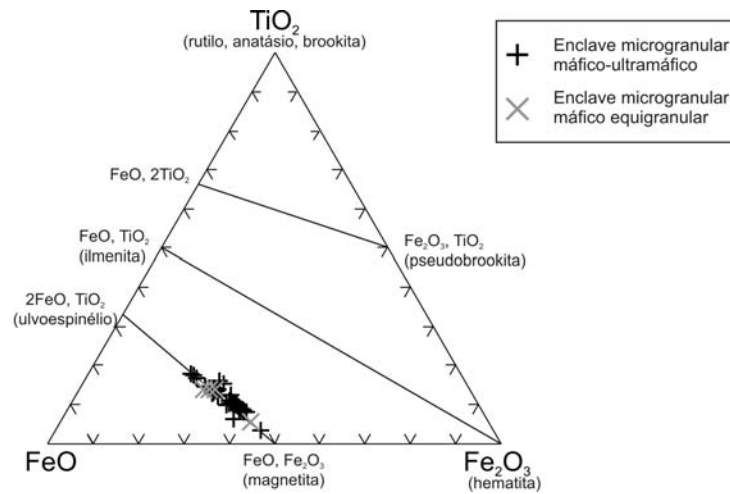 TiO₂
(rutilo, anatásio, brookita)
Enclave microgranular
máfico-ultramáfico
Enclave microgranular
máfico equigranular
FeO, 2TiO₂
FeO, TiO₂
(ilmenita)
Fe₂O₃, TiO₂
(pseudobrookita)
2FeO, TiO₂
(ulvoespinélio)
FeO
FeO, Fe₂O₃
(magnetita)
Fe₂O₃
(hematita)